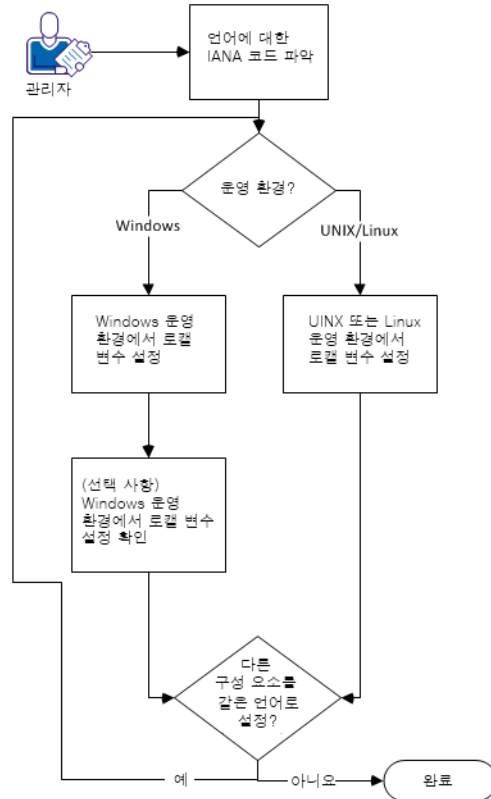 언어에 대한
IANA 코드 파악
관리자
운영 환경?
Windows
UNIX/Linux
Windows 운영
환경에서 로캘
변수 설정
UINX 또는 Linux
운영 환경에서
로캘 변수 설정
(선택 사항)
Windows 운영
환경에서 로캘 변수
설정 확인
다른
구성 요소를
같은 언어로
설정?
예
아니요
완료